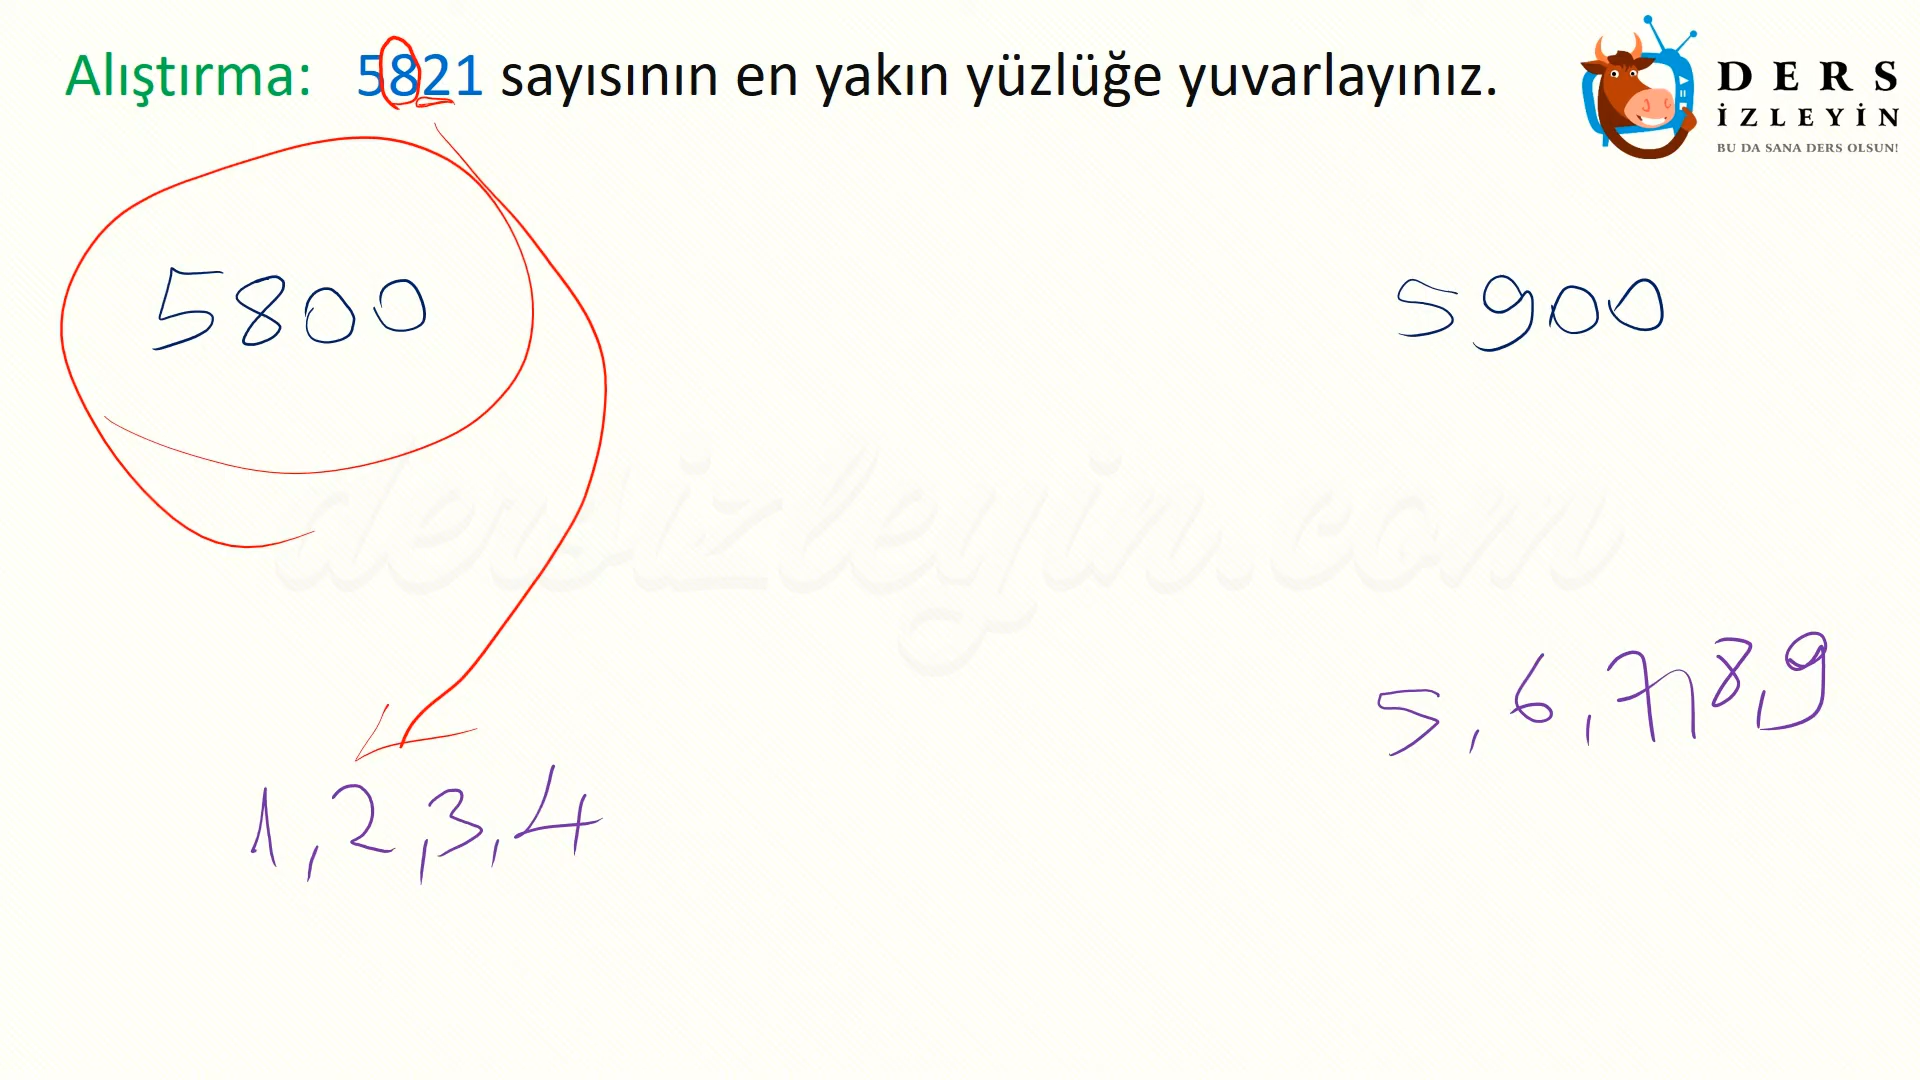 Alıştırma: 5821 sayısının en yakın yüzlüğe yuvarlayınız.
DERS
İZLEYİN
BU DA SANA DERS OLSUN!
5800
5900
dersizleyin.com
5, 6, 7, 8, 9
1, 2, 3, 4